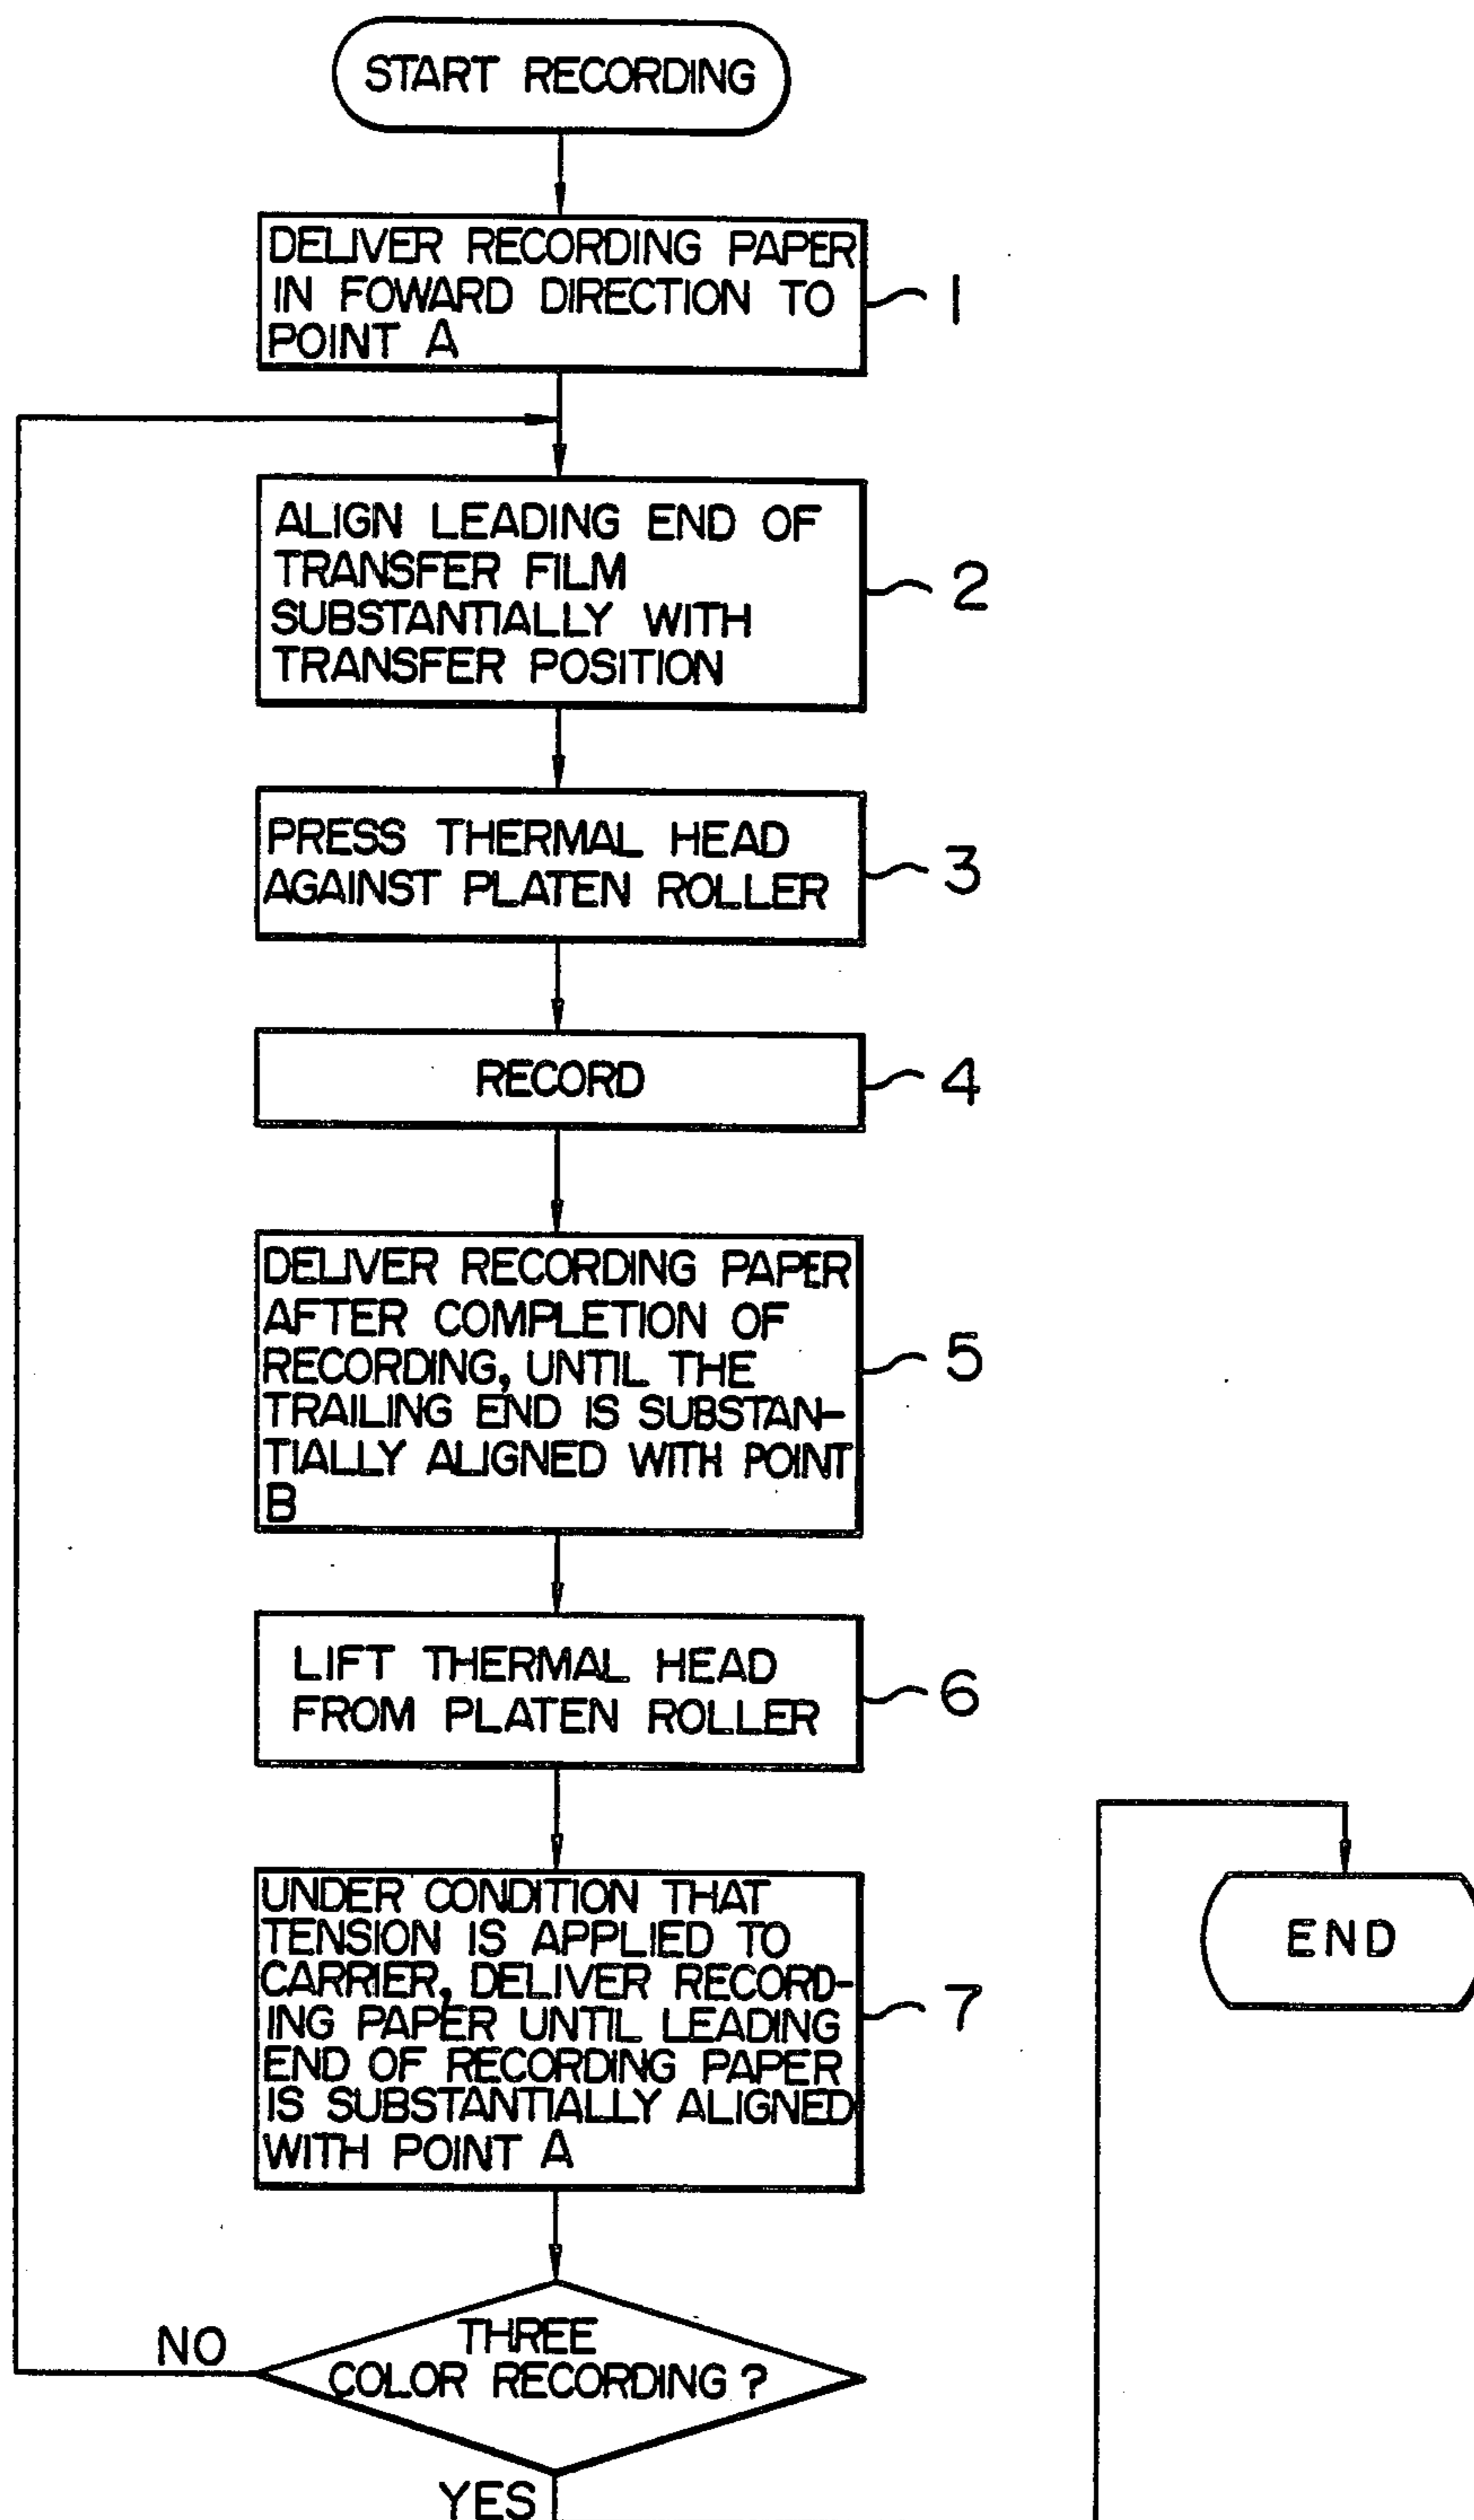 START RECORDING
DELIVER RECORDING PAPER
IN FOWARD DIRECTION TO
POINT A
1
ALIGN LEADING END OF
TRANSFER FILM
SUBSTANTIALLY WITH
TRANSFER POSITION
2
PRESS THERMAL HEAD
AGAINST PLATEN ROLLER
3
RECORD
4
DELIVER RECORDING PAPER
AFTER COMPLETION OF
RECORDING, UNTIL THE
TRAILING END IS SUBSTAN-
TIALLY ALIGNED WITH POINT
B
5
LIFT THERMAL HEAD
FROM PLATEN ROLLER
6
UNDER CONDITION THAT
TENSION IS APPLIED TO
CARRIER, DELIVER RECORD-
ING PAPER UNTIL LEADING
END OF RECORDING PAPER
IS SUBSTANTIALLY ALIGNED
WITH POINT A
7
END
NO
THREE
COLOR RECORDING ?
YES